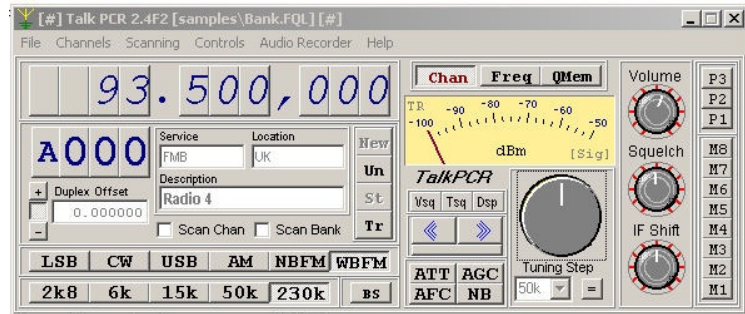 [#] Talk PCR 2.4F2 [samples\Bank.FQL] [#]
File Channels Scanning Controls Audio Recorder Help
93.500,000
A000
Service Location
FMB UK
Description
Radio 4
New
Un
St
Tr
+ Duplex Offset
0.000000
-
Scan Chan Scan Bank
LSB CW USB AM NBFM WBFM
2k8 6k 15k 50k 230k BS
Chan Freq QMem
TR -100 -90 -80 -70 -60 -50
dBm [Sig]
TalkPCR
Vsq Tsq Dsp
ATT AGC
AFC NB
Tuning Step
50k =
Volume
Squelch
IF Shift
P3
P2
P1
M8
M7
M6
M5
M4
M3
M2
M1